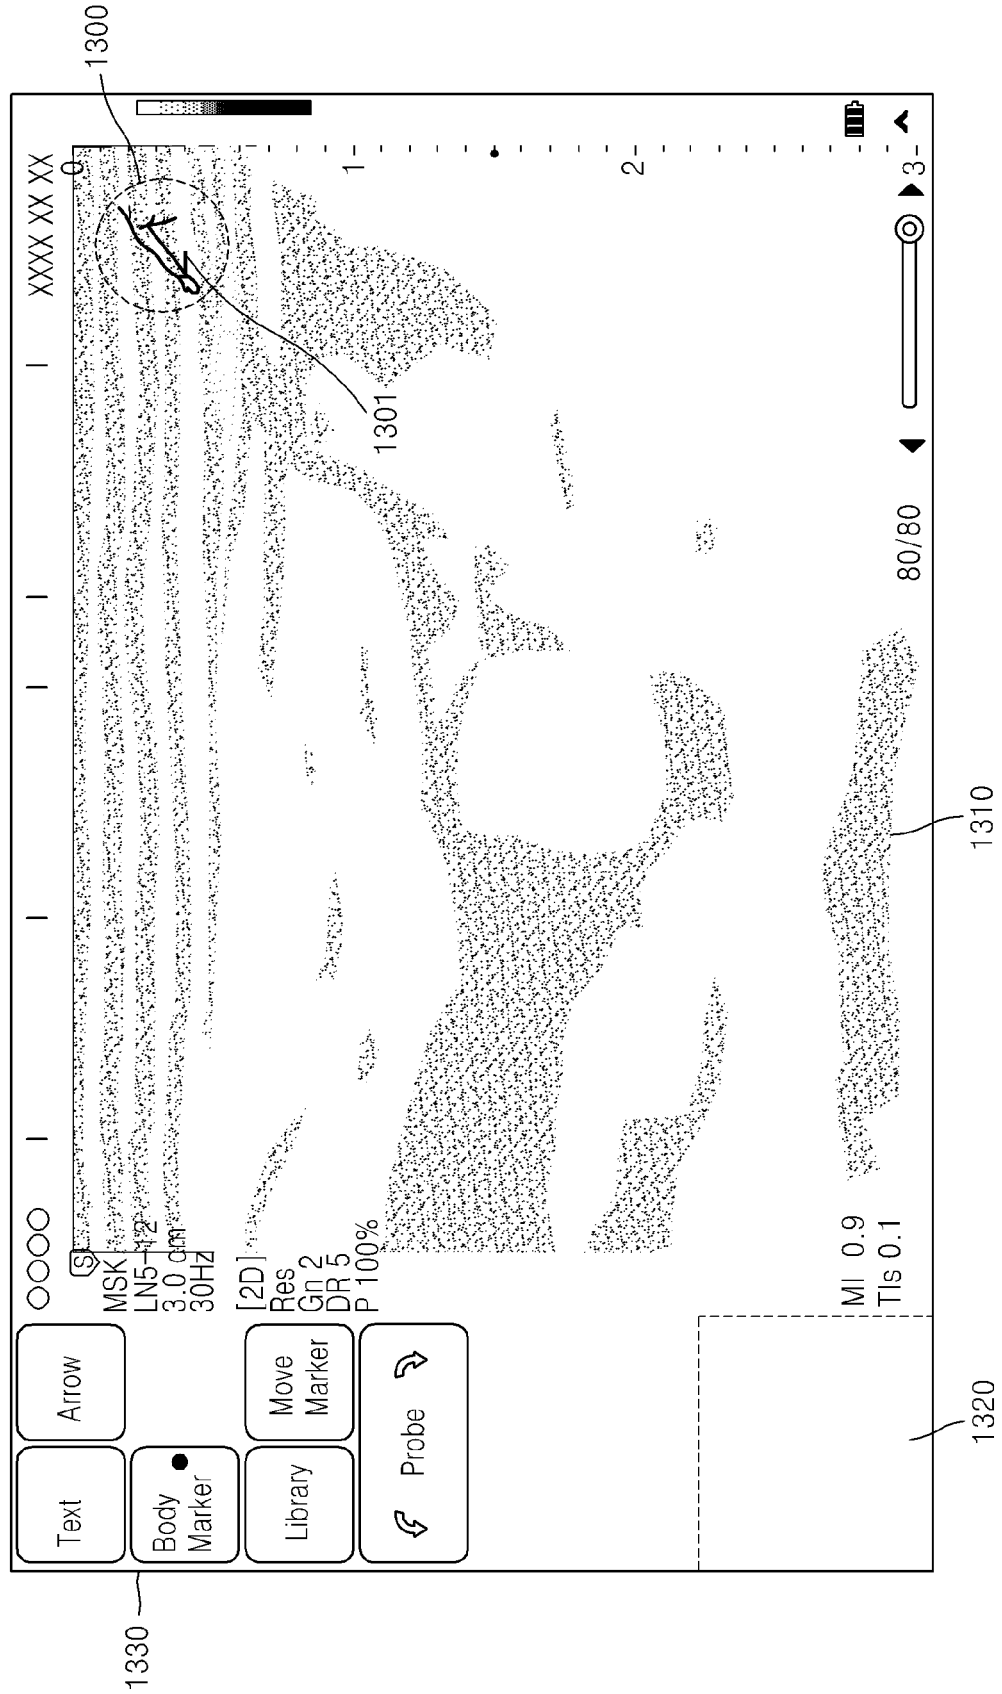 1330
Text
Arrow
Body
Marker
Library
Move
Marker
Probe
1320
○○○○
XXXX XX XX
S
MSK
LN5-12
3.0 cm
30Hz
[2D]
Res
Gn 2
DR 5
P 100%
MI 0.9
TIs 0.1
80/80
0
1
2
3
1300
1301
1310